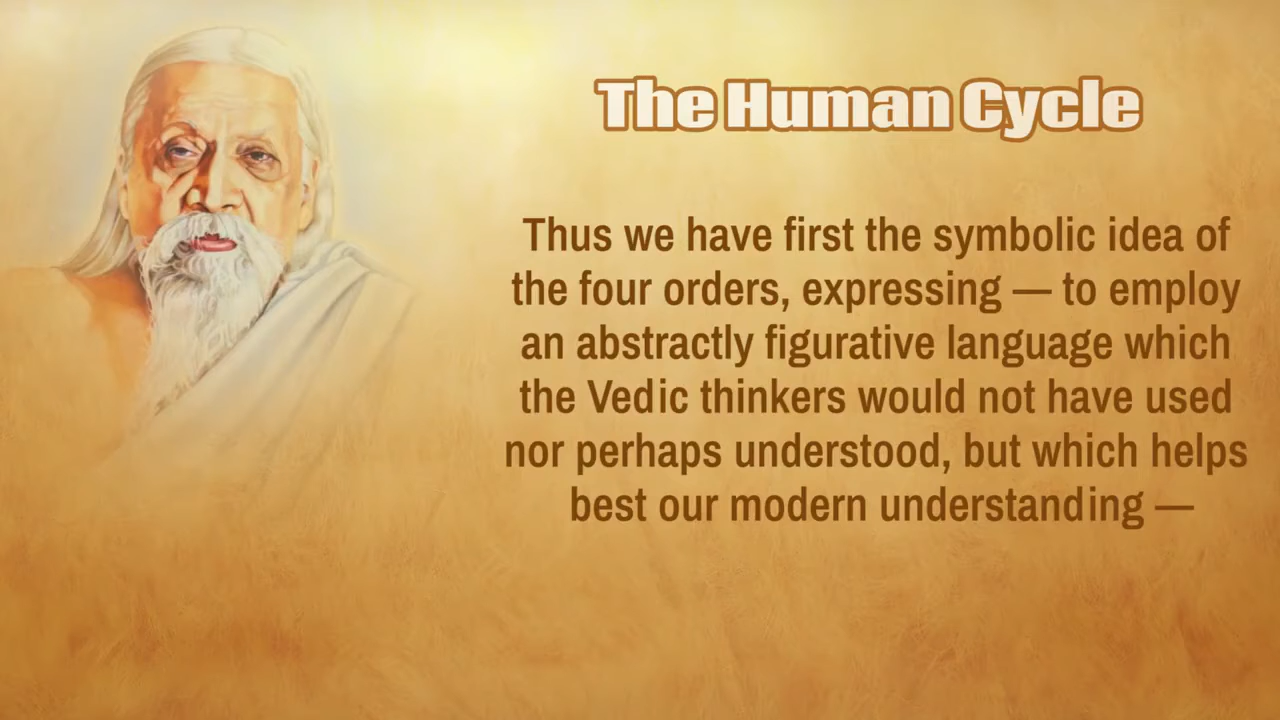 The Human Cycle
Thus we have first the symbolic idea of
the four orders, expressing — to employ
an abstractly figurative language which
the Vedic thinkers would not have used
nor perhaps understood, but which helps
best our modern understanding —